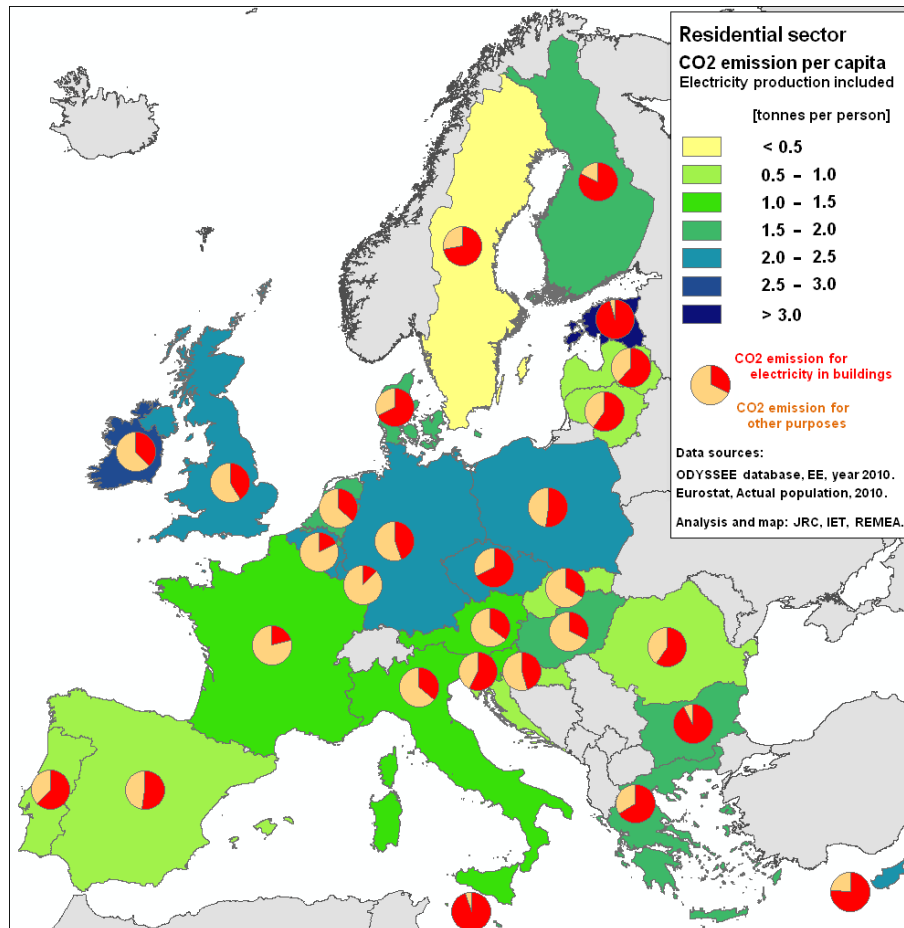 Residential sector
CO2 emission per capita
Electricity production included
[tonnes per person]
< 0.5
0.5 – 1.0
1.0 – 1.5
1.5 – 2.0
2.0 – 2.5
2.5 – 3.0
> 3.0
CO2 emission for
electricity in buildings
CO2 emission for
other purposes
Data sources:
ODYSSEE database, EE, year 2010.
Eurostat, Actual population, 2010.
Analysis and map: JRC, IET, REMEA.